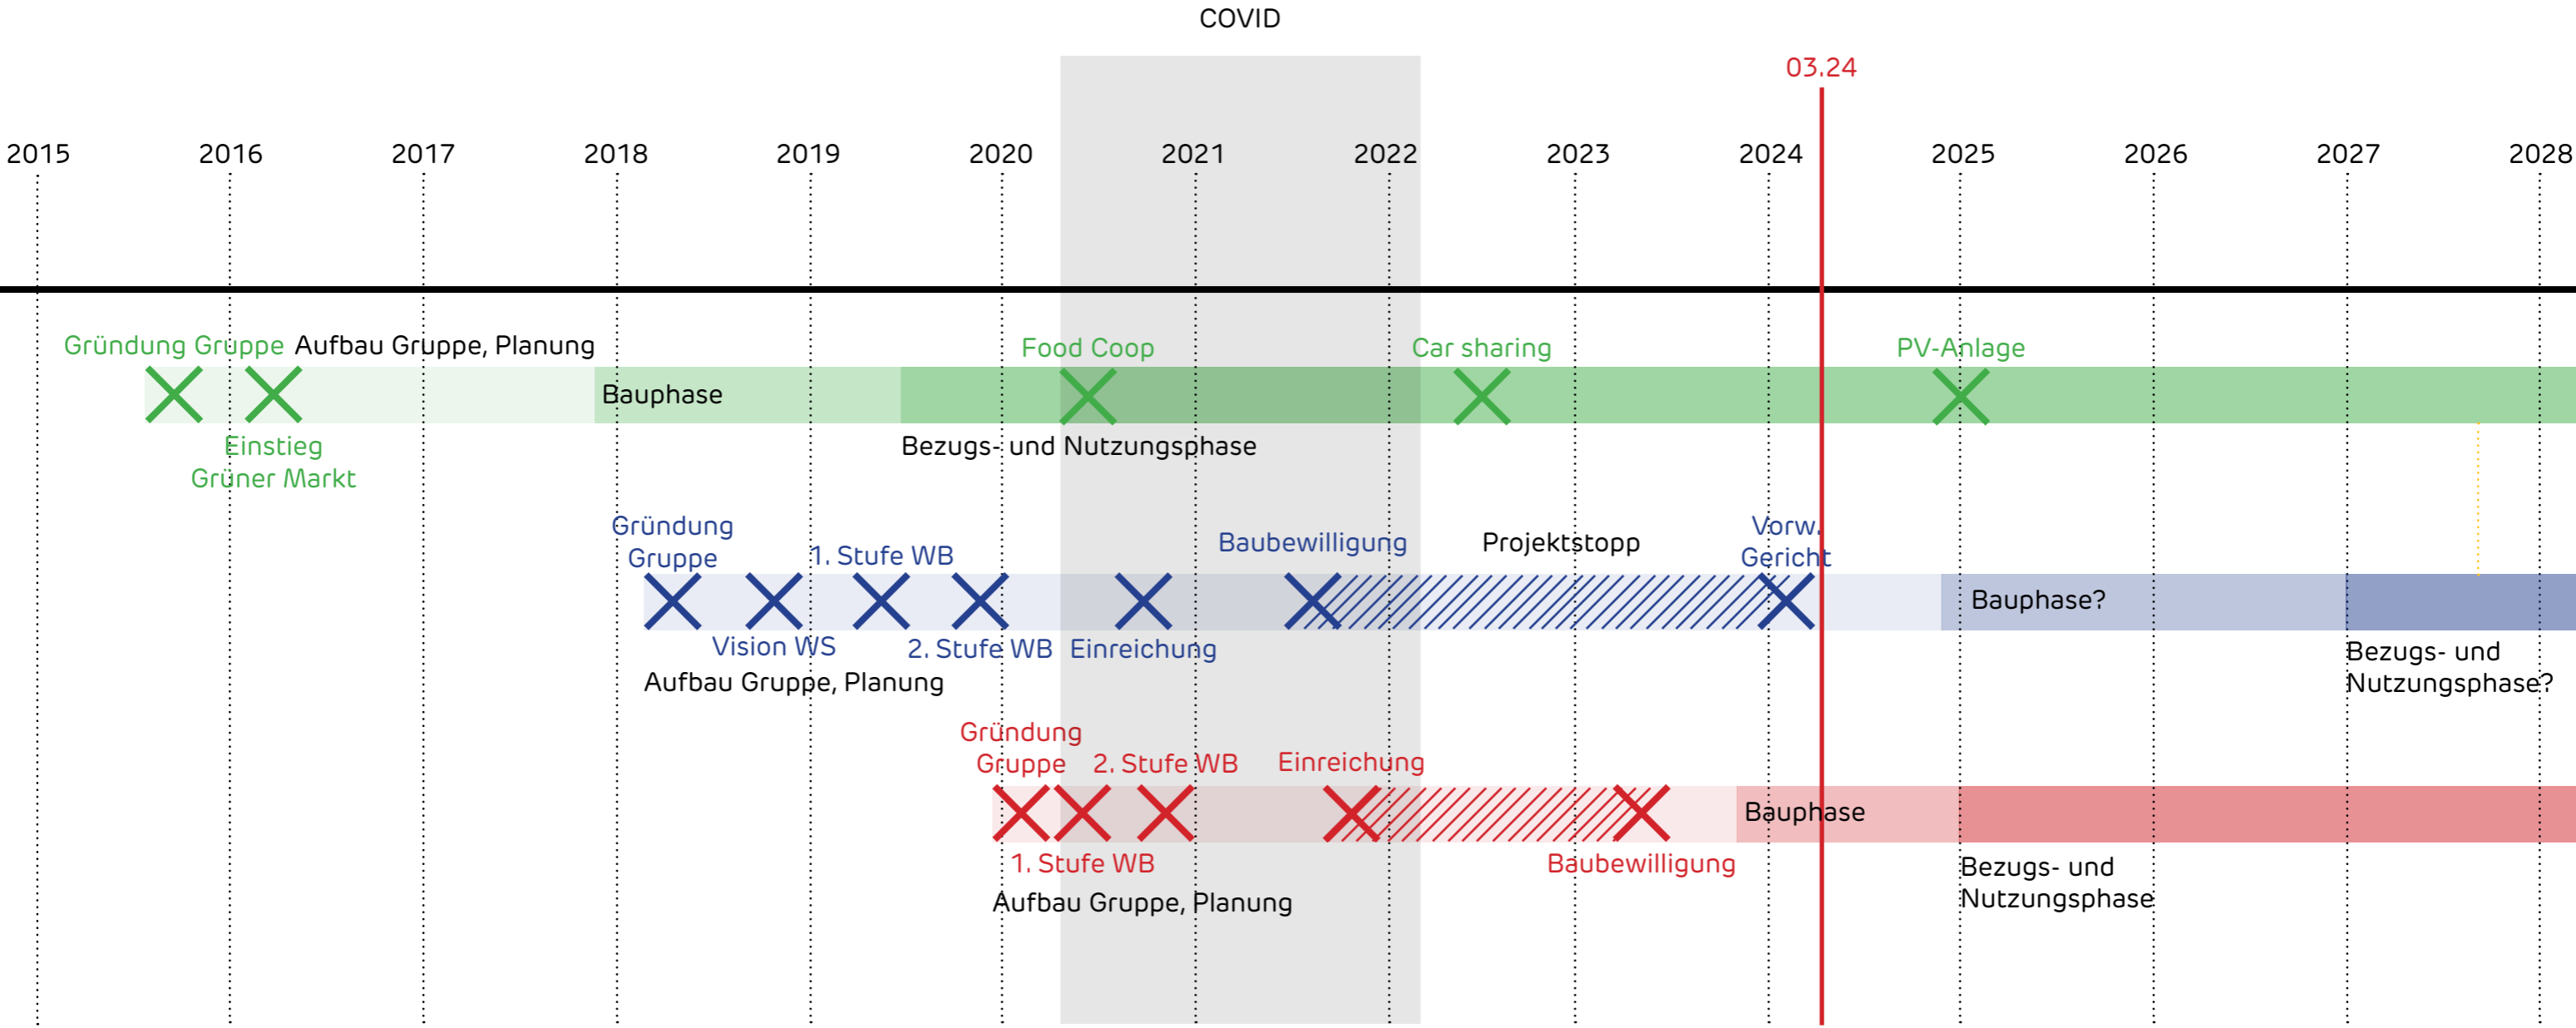 COVID
03.24
2015 2016 2017 2018 2019 2020 2021 2022 2023 2024 2025 2026 2027 2028
Gründung Gruppe Aufbau Gruppe, Planung Food Coop Car sharing PV-Anlage
Bauphase
Einstieg
Grüner Markt
Bezugs- und Nutzungsphase
Gründung
Gruppe
1. Stufe WB
Baubewilligung
Projektstopp
Vorw.
Gericht
Bauphase?
Vision WS
2. Stufe WB
Einreichung
Aufbau Gruppe, Planung
Bezugs- und
Nutzungsphase?
Gründung
Gruppe
2. Stufe WB
Einreichung
Bauphase
1. Stufe WB
Baubewilligung
Aufbau Gruppe, Planung
Bezugs- und
Nutzungsphase